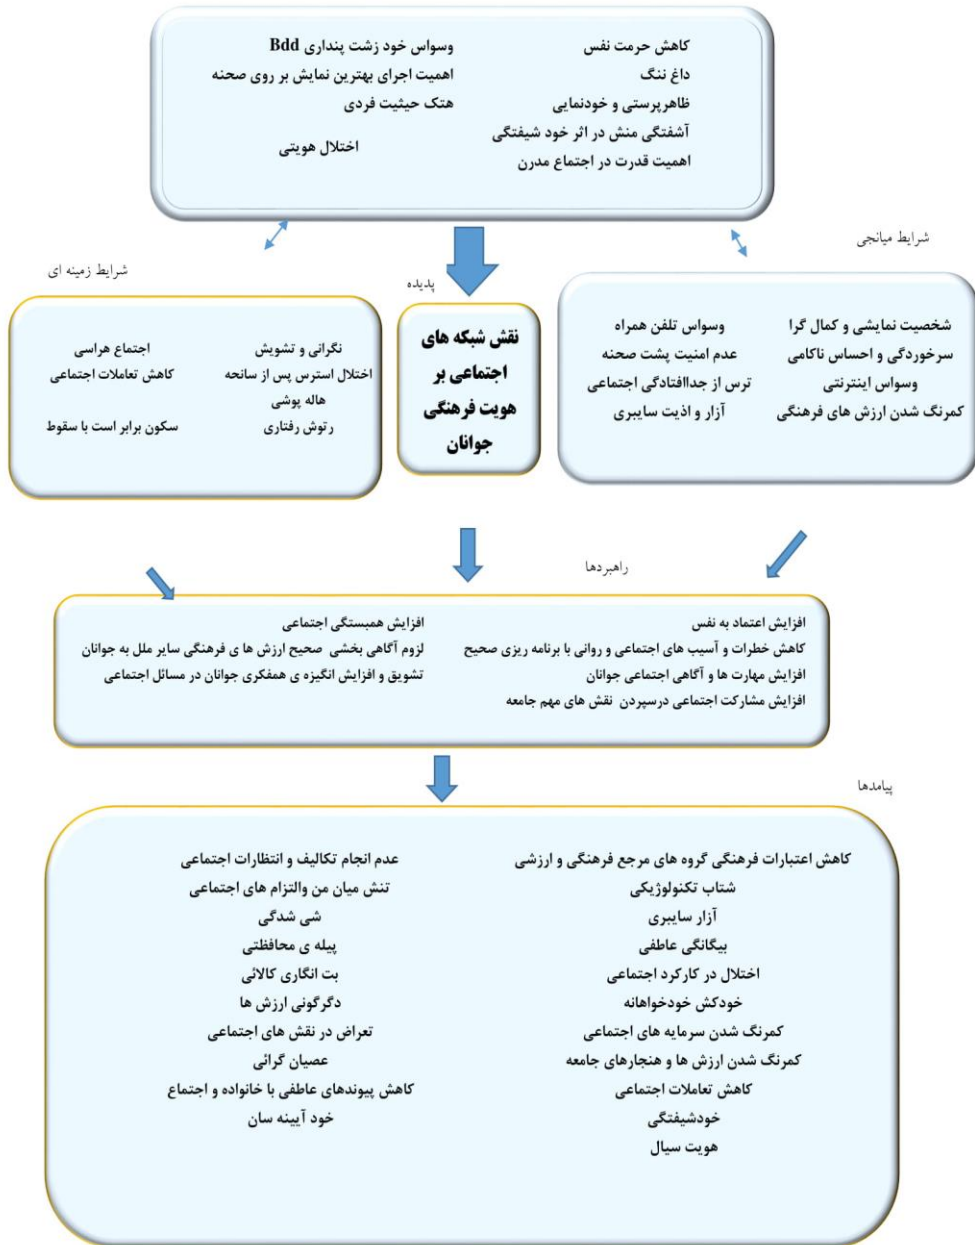 کاهش حرمت نفس
داغ ننگ
ظاهرپرستی و خودنمایی
آشفتگی منش در اثر خود شیفتگی
اهمیت قدرت در اجتماع مدرن
وسواس خود زشت پنداری Bdd
اهمیت اجرای بهترین نمایش بر روی صحنه
هتک حیثیت فردی
اختلال هویتی
شرایط میانجی
شخصیت نمایشی و کمال گرا
سرخوردگی و احساس ناکامی
وسواس اینترنتی
کمرنگ شدن ارزش های فرهنگی
وسواس تلفن همراه
عدم امنیت پشت صحنه
ترس از جداافتادگی اجتماعی
آزار و اذیت سایبری
پدیده
نقش شبکه های
اجتماعی بر
هویت فرهنگی
جوانان
شرایط زمینه ای
نگرانی و تشویش
اختلال استرس پس از سانحه
هاله پوشی
رتوش رفتاری
اجتماع هراسی
کاهش تعاملات اجتماعی
سکون برابر است با سقوط
راهبردها
افزایش اعتماد به نفس
کاهش خطرات و آسیب های اجتماعی و روانی با برنامه ریزی صحیح
افزایش مهارت ها و آگاهی اجتماعی جوانان
افزایش مشارکت اجتماعی درسپردن نقش های مهم جامعه
افزایش همبستگی اجتماعی
لزوم آگاهی بخشی صحیح ارزش ها ی فرهنگی سایر ملل به جوانان
تشویق و افزایش انگیزه ی همفکری جوانان در مسائل اجتماعی
پیامدها
کاهش اعتبارات فرهنگی گروه های مرجع فرهنگی و ارزشی
شتاب تکنولوژیکی
آزار سایبری
بیگانگی عاطفی
اختلال در کارکرد اجتماعی
خودکش خودخواهانه
کمرنگ شدن سرمایه های اجتماعی
کمرنگ شدن ارزش ها و هنجارهای جامعه
کاهش تعاملات اجتماعی
خودشیفتگی
هویت سیال
عدم انجام تکالیف و انتظارات اجتماعی
تنش میان من والتزام های اجتماعی
شی شدگی
پیله ی محافظتی
بت انگاری کالائی
دگرگونی ارزش ها
تعراض در نقش های اجتماعی
عصیان گرائی
کاهش پیوندهای عاطفی با خانواده و اجتماع
خود آیینه سان